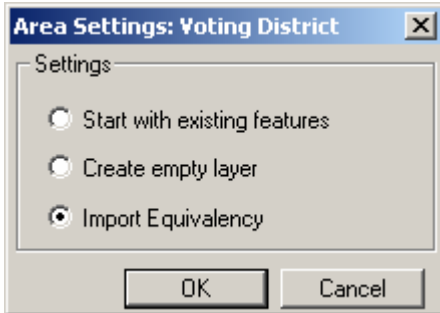 Area Settings: Voting District
Settings
Start with existing features
Create empty layer
Import Equivalency
OK
Cancel